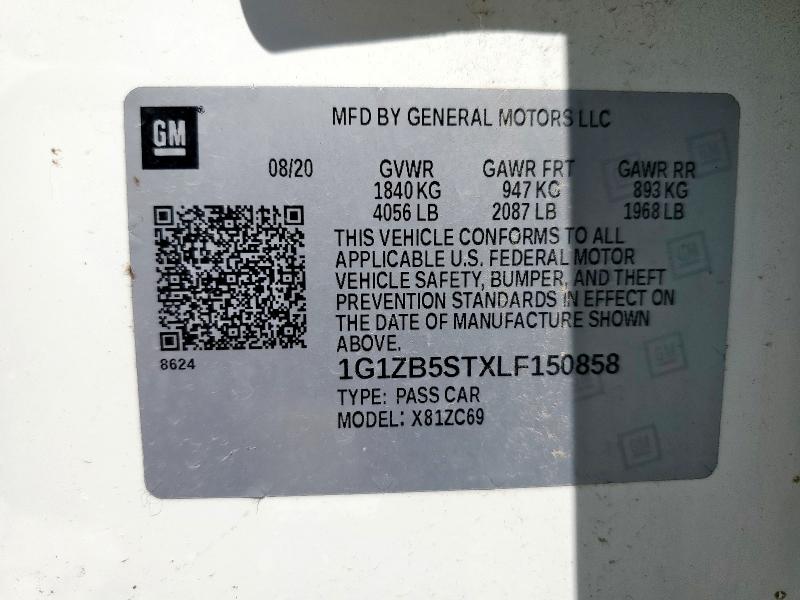 GM
MFD BY GENERAL MOTORS LLC
08/20 GVWR GAWR FRT GAWR RR
1840 KG 947 KG 893 KG
4056 LB 2087 LB 1968 LB
THIS VEHICLE CONFORMS TO ALL
APPLICABLE U.S. FEDERAL MOTOR
VEHICLE SAFETY, BUMPER, AND THEFT
PREVENTION STANDARDS IN EFFECT ON
THE DATE OF MANUFACTURE SHOWN
ABOVE.
8624
1G1ZB5STXLF150858
TYPE: PASS CAR
MODEL: X81ZC69